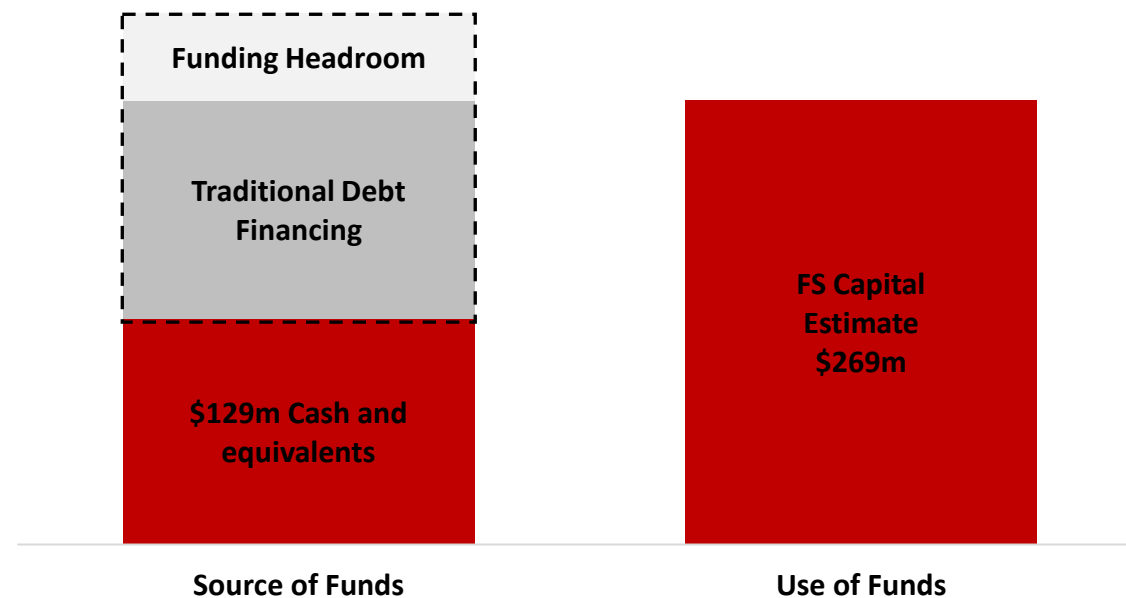 Funding Headroom
Traditional Debt
Financing
$129m Cash and
equivalents
Source of Funds
FS Capital
Estimate
$269m
Use of Funds